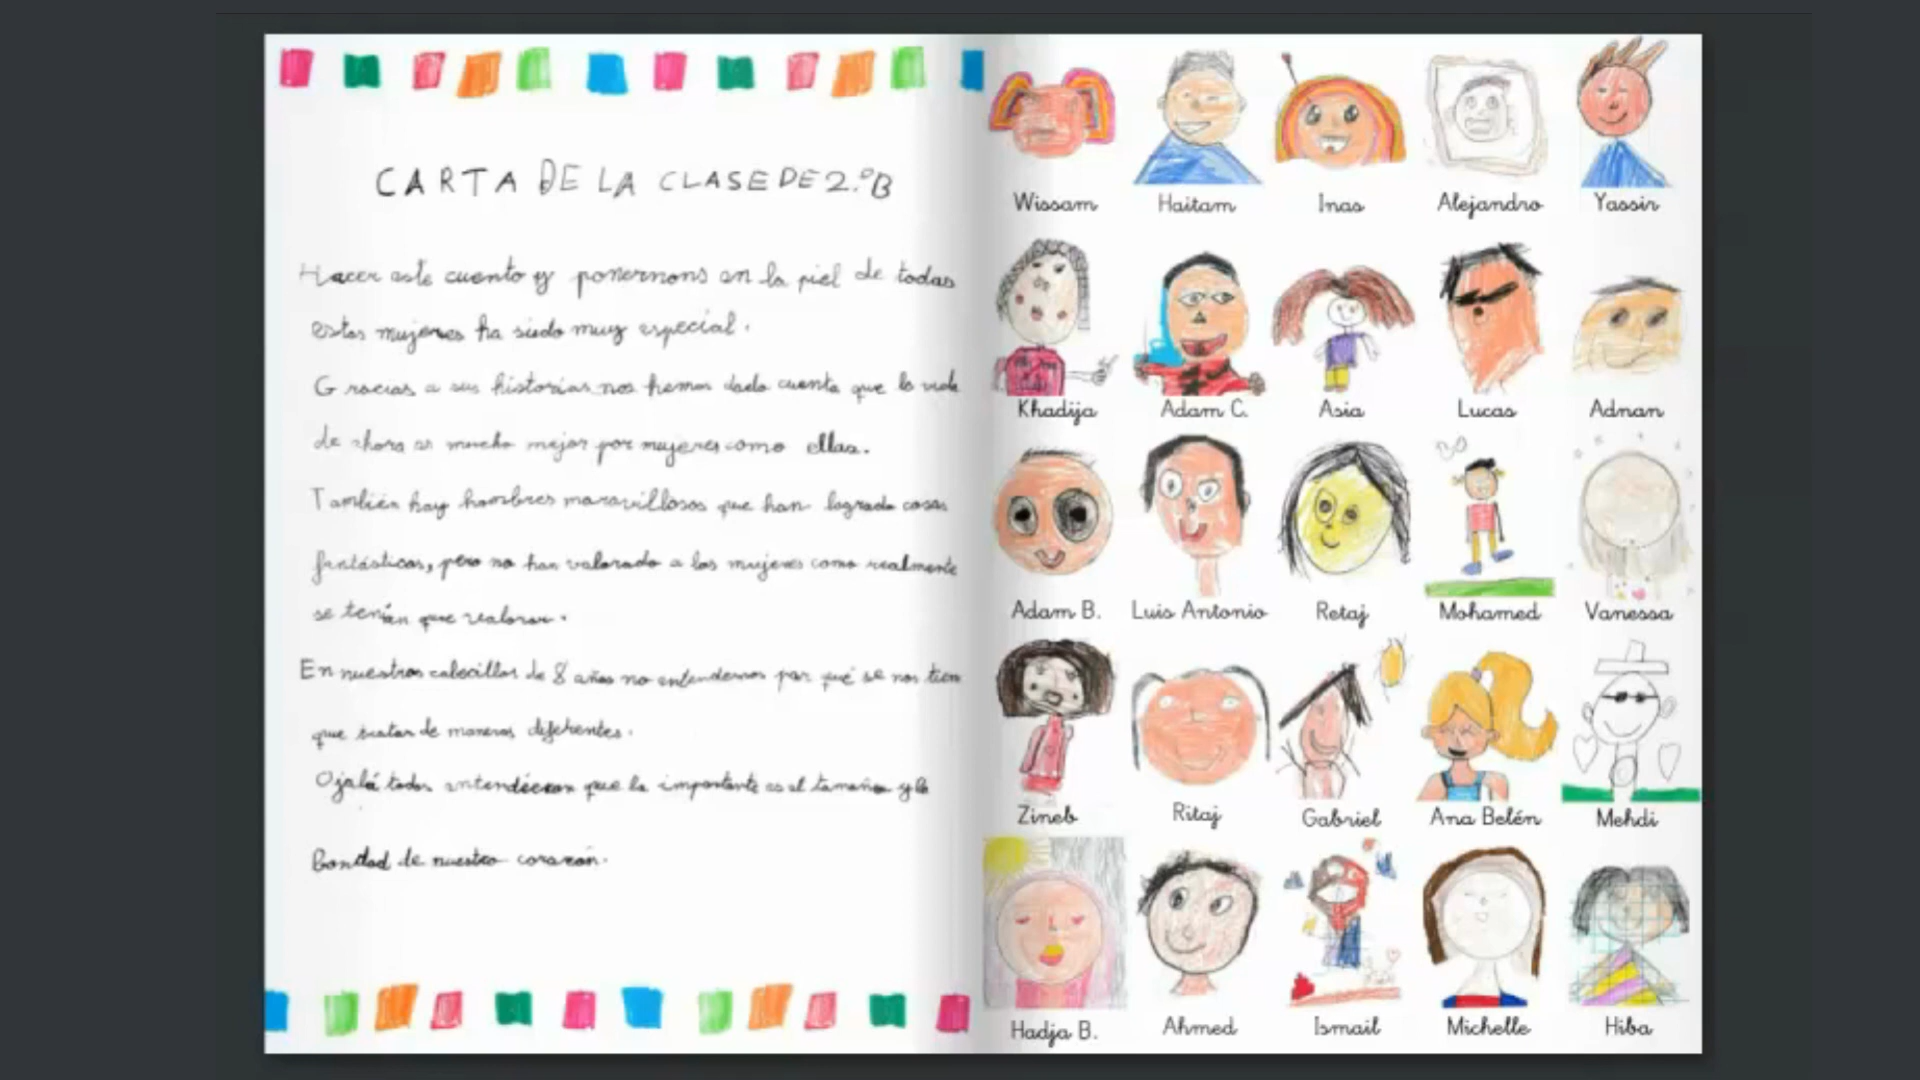 CARTA DE LA CLASE DE 2.º B
Hacer este cuento y ponernons en la piel de todas
estas mujeres ha siedo muy especial.
Gracias a sus historias nos hemos dado cuenta que la vida
de ahora es mucho mejor por mujeres como ellas.
También hay hombres maravillosos que han logrado cosas
fantásticas, pero no han valorado a las mujeres como realmente
se tenían que valorar.
En nuestras cabecillas de 8 años no entendemos por qué se nos tien
que tratar de maneras diferentes.
Ojalá todos entendieran que lo importante es el tamaño y la
bondad de nuestro corazón.
Wissam Haitam Inas Alejandro Yassir
Khadija Adam C. Asia Lucas Adnan
Adam B. Luis Antonio Retaj Mohamed Vanessa
Zineb Ritaj Gabriel Ana Belén Mehdi
Hadja B. Ahmed Ismail Michelle Hiba